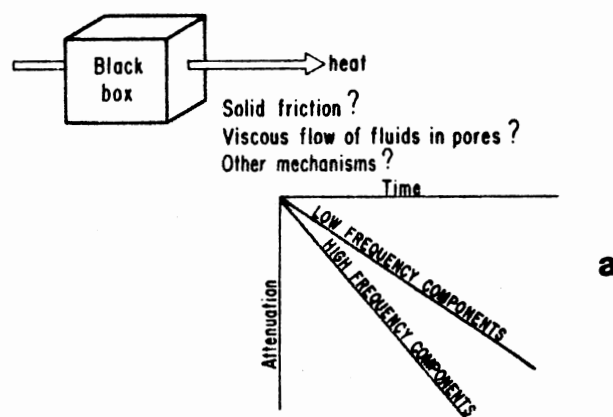 Black
box
heat
Solid friction?
Viscous flow of fluids in pores?
Other mechanisms?
Time
LOW FREQUENCY COMPONENTS
HIGH FREQUENCY COMPONENTS
Attenuation
a